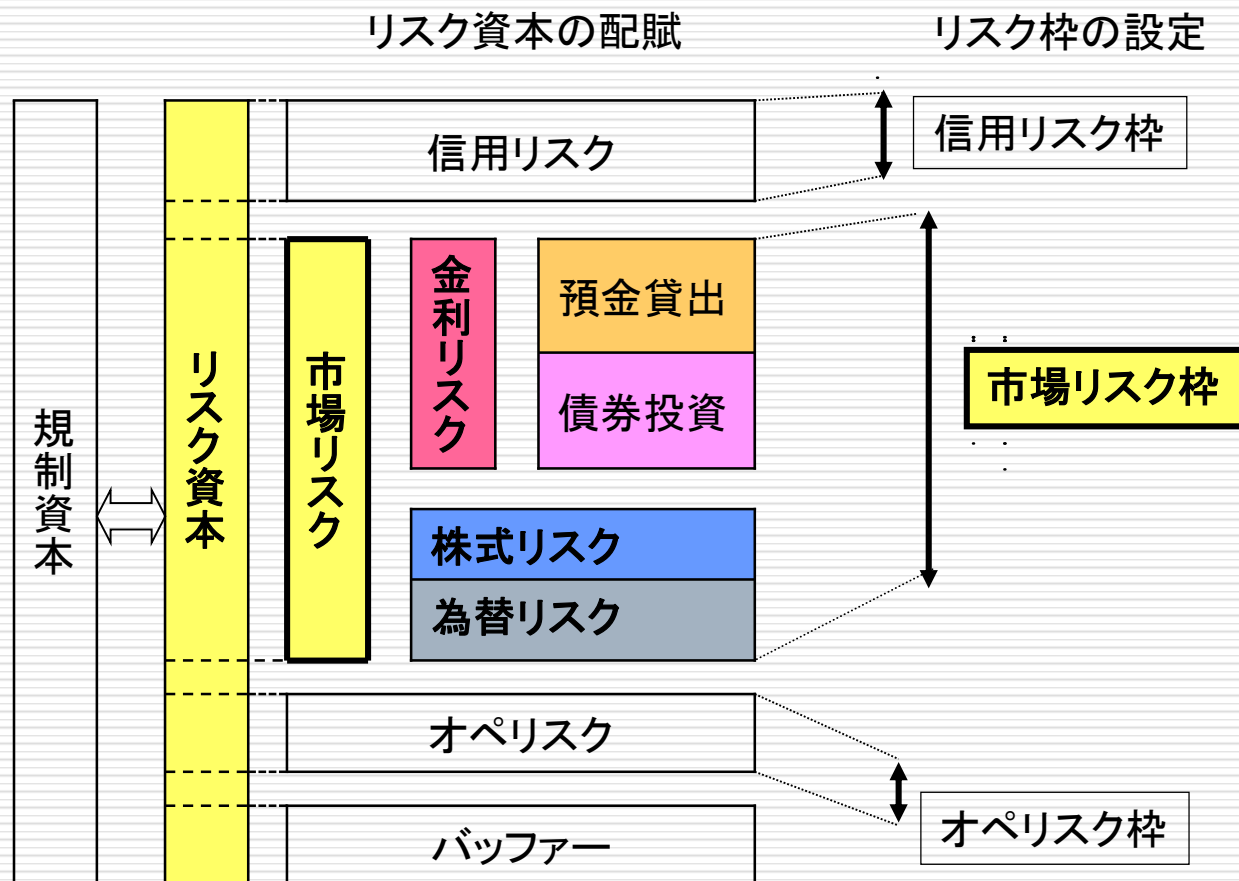 リスク資本の配賦
リスク枠の設定
規制資本
リスク資本
信用リスク
信用リスク枠
市場リスク
金利リスク
預金貸出
債券投資
株式リスク
為替リスク
市場リスク枠
オペリスク
オペリスク枠
バッファー